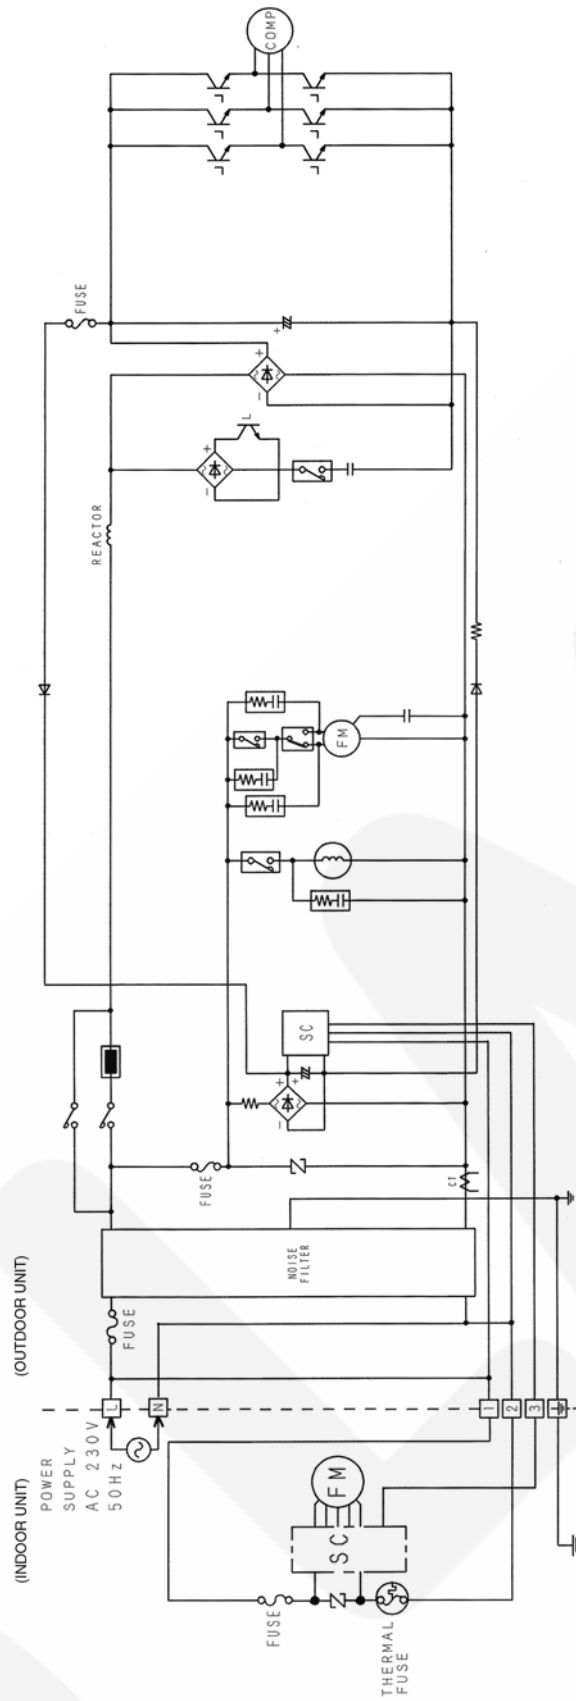 COMP
FUSE
+
+
-
L
+
-
REACTOR
FM
SC
+
+
-
FUSE
CT
NOISE
FILTER
(OUTDOOR UNIT)
FUSE
L
N
1
2
3
(INDOOR UNIT)
POWER
SUPPLY
AC 230V
50Hz
FM
SC
FUSE
THERMAL
FUSE